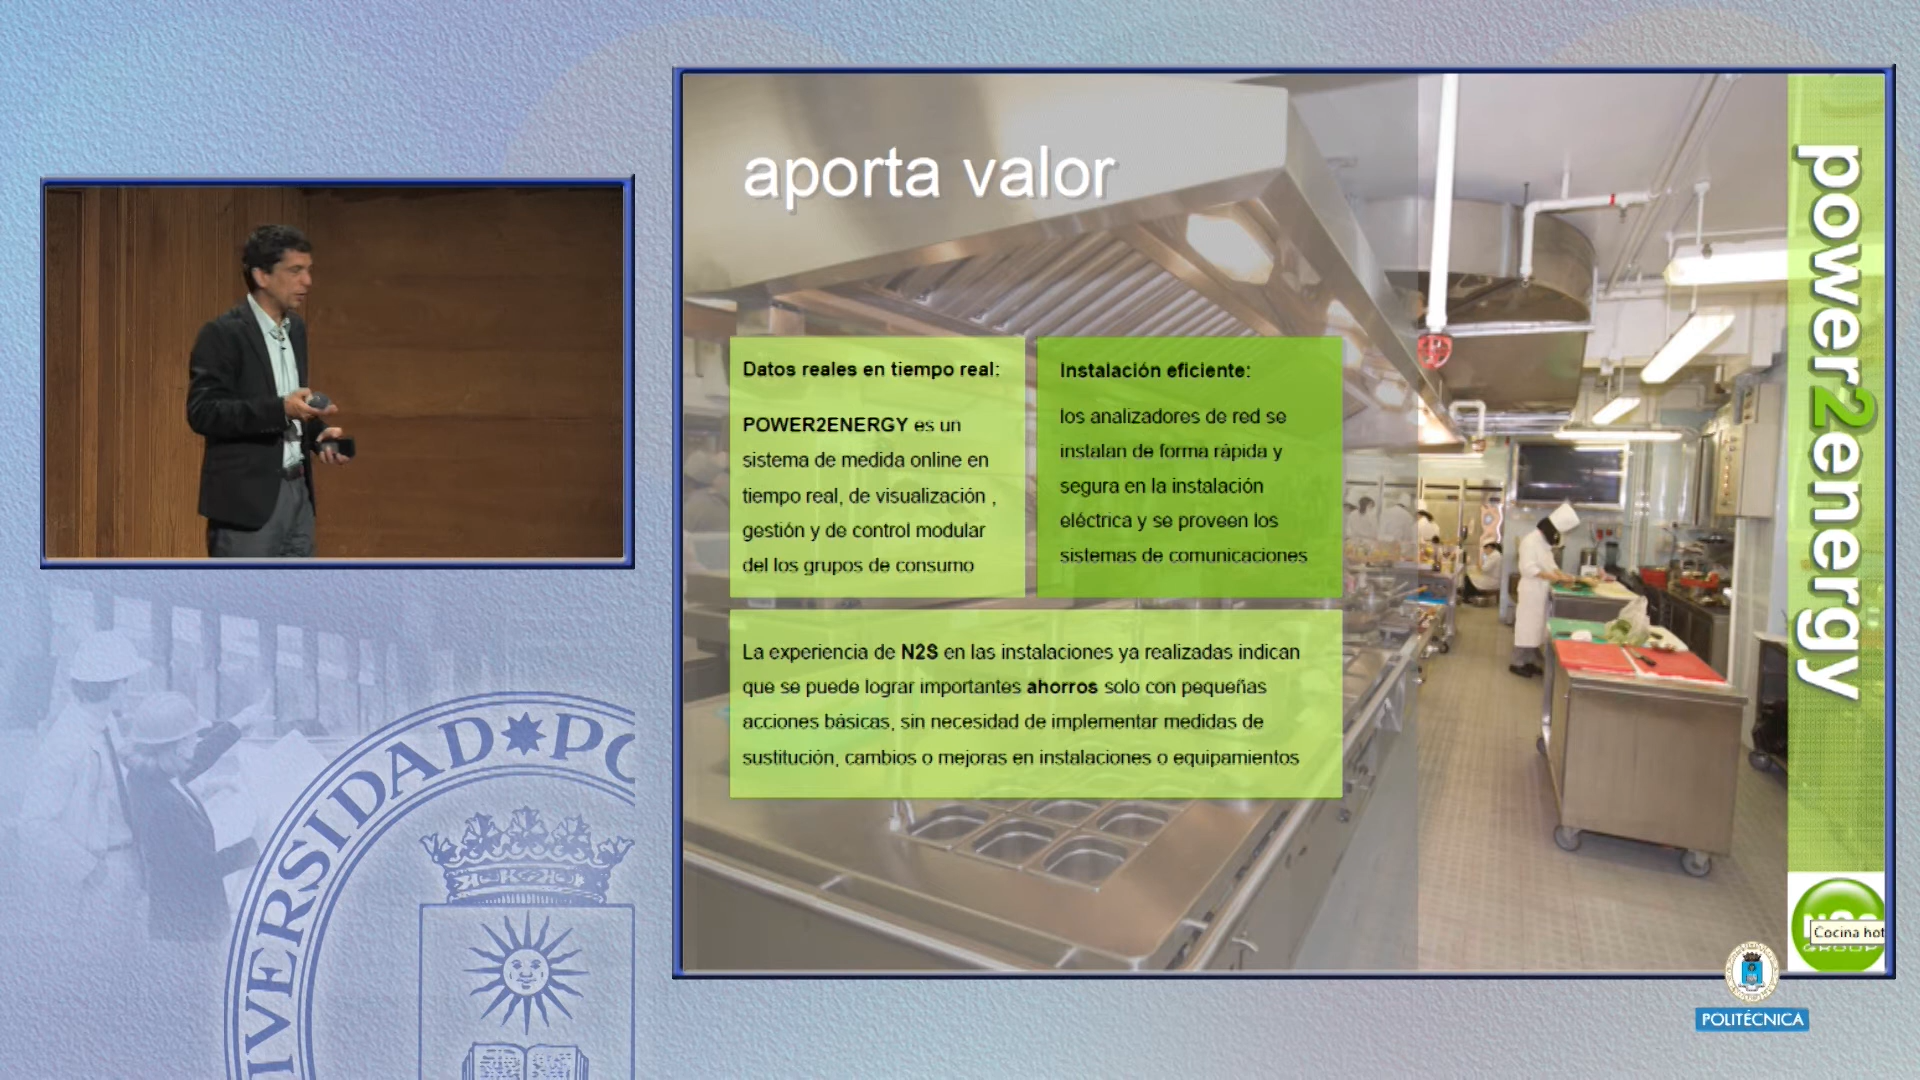 aporta valor
Datos reales en tiempo real:
POWER2ENERGY es un
sistema de medida online en
tiempo real, de visualización ,
gestión y de control modular
del los grupos de consumo
Instalación eficiente:
los analizadores de red se
instalan de forma rápida y
segura en la instalación
eléctrica y se proveen los
sistemas de comunicaciones
La experiencia de N2S en las instalaciones ya realizadas indican
que se puede lograr importantes ahorros solo con pequeñas
acciones básicas, sin necesidad de implementar medidas de
sustitución, cambios o mejoras en instalaciones o equipamientos
power2energy
Cocina hot
POLITÉCNICA
IVERSIDAD PO